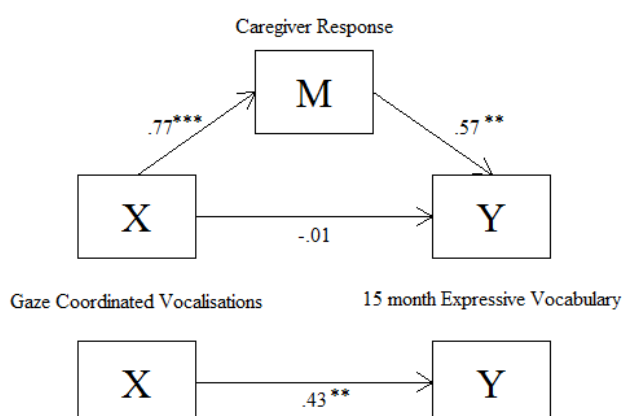 Caregiver Response
M
.77***
.57 **
X
Y
-.01
Gaze Coordinated Vocalisations
15 month Expressive Vocabulary
X
Y
.43 **